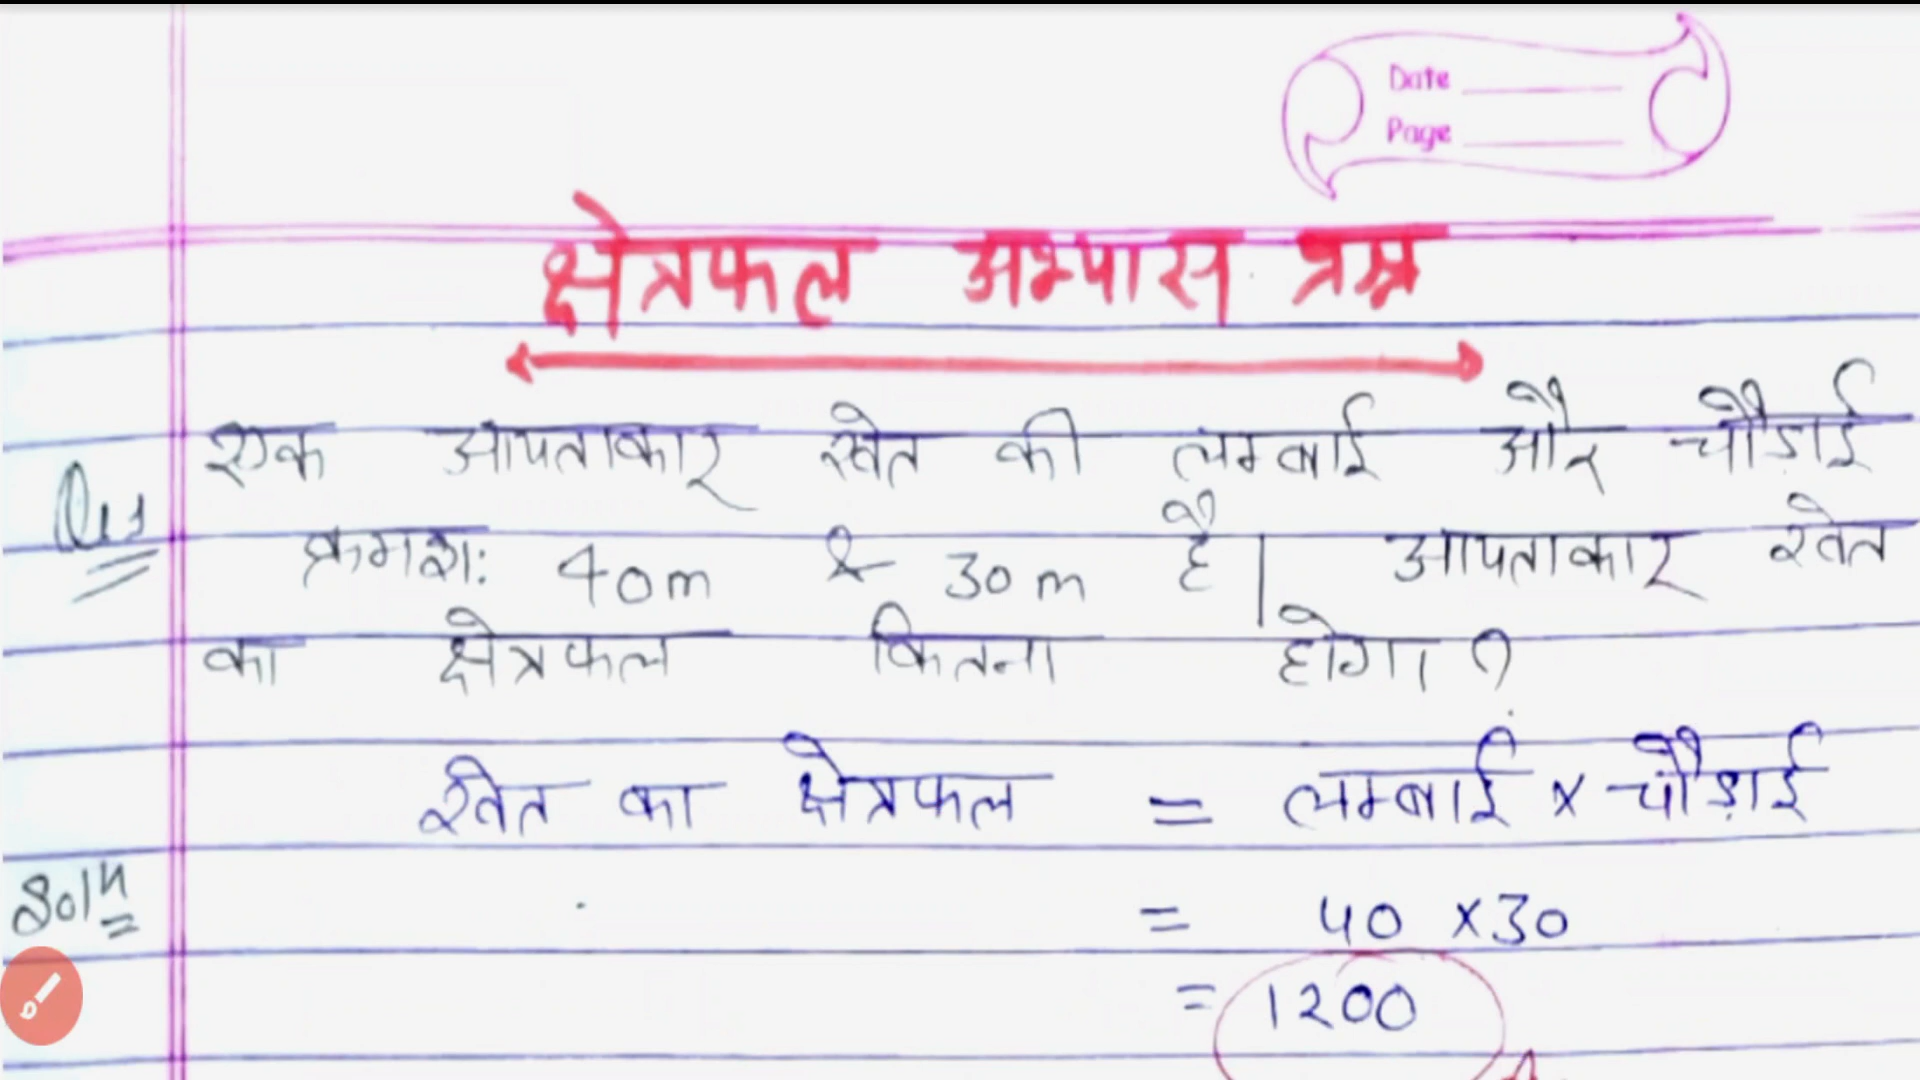 Date
Page
क्षेत्रफल अभ्यास प्रश्न
एक आयताकार खेत की लम्बाई और चौड़ाई
Qus
क्रमशः 40m & 30m है। आयताकार खेत
का क्षेत्रफल कितना होगा ?
खेत का क्षेत्रफल = लम्बाई × चौड़ाई
Soln
= 40 × 30
= 1200